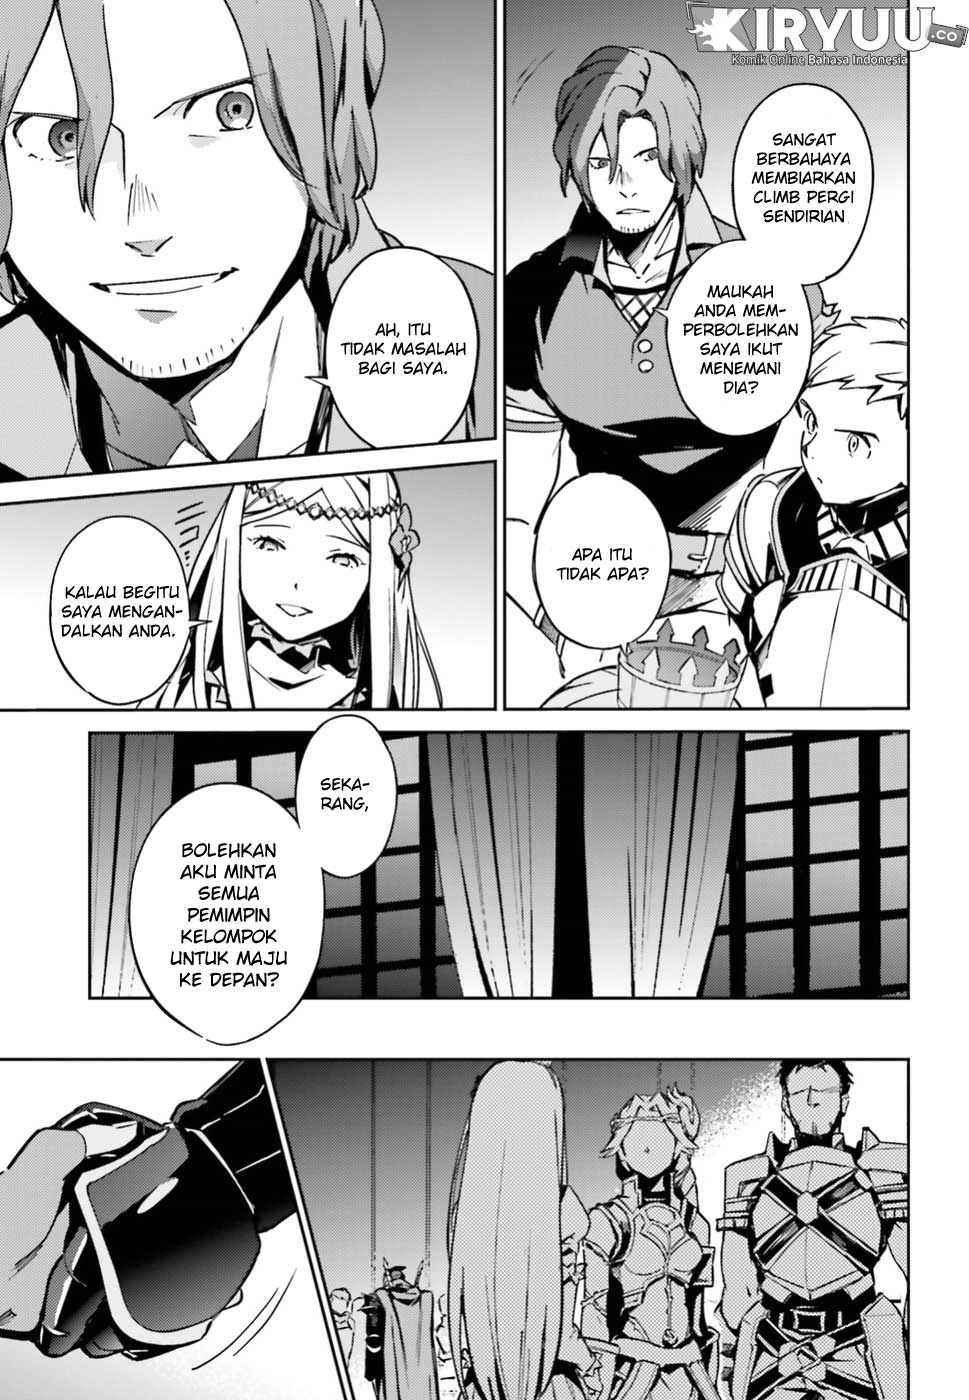 KIRYUU.CO
Komik Online Bahasa Indonesia
SANGAT
BERBAHAYA
MEMBIARKAN
CLIMB PERGI
SENDIRIAN
MAUKAH
ANDA MEM-
PERBOLEHKAN
SAYA IKUT
MENEMANI
DIA?
APA ITU
TIDAK APA?
AH, ITU
TIDAK MASALAH
BAGI SAYA.
KALAU BEGITU
SAYA MENGAN-
DALKAN ANDA.
SEKA-
RANG,
BOLEHKAN
AKU MINTA
SEMUA
PEMIMPIN
KELOMPOK
UNTUK MAJU
KE DEPAN?